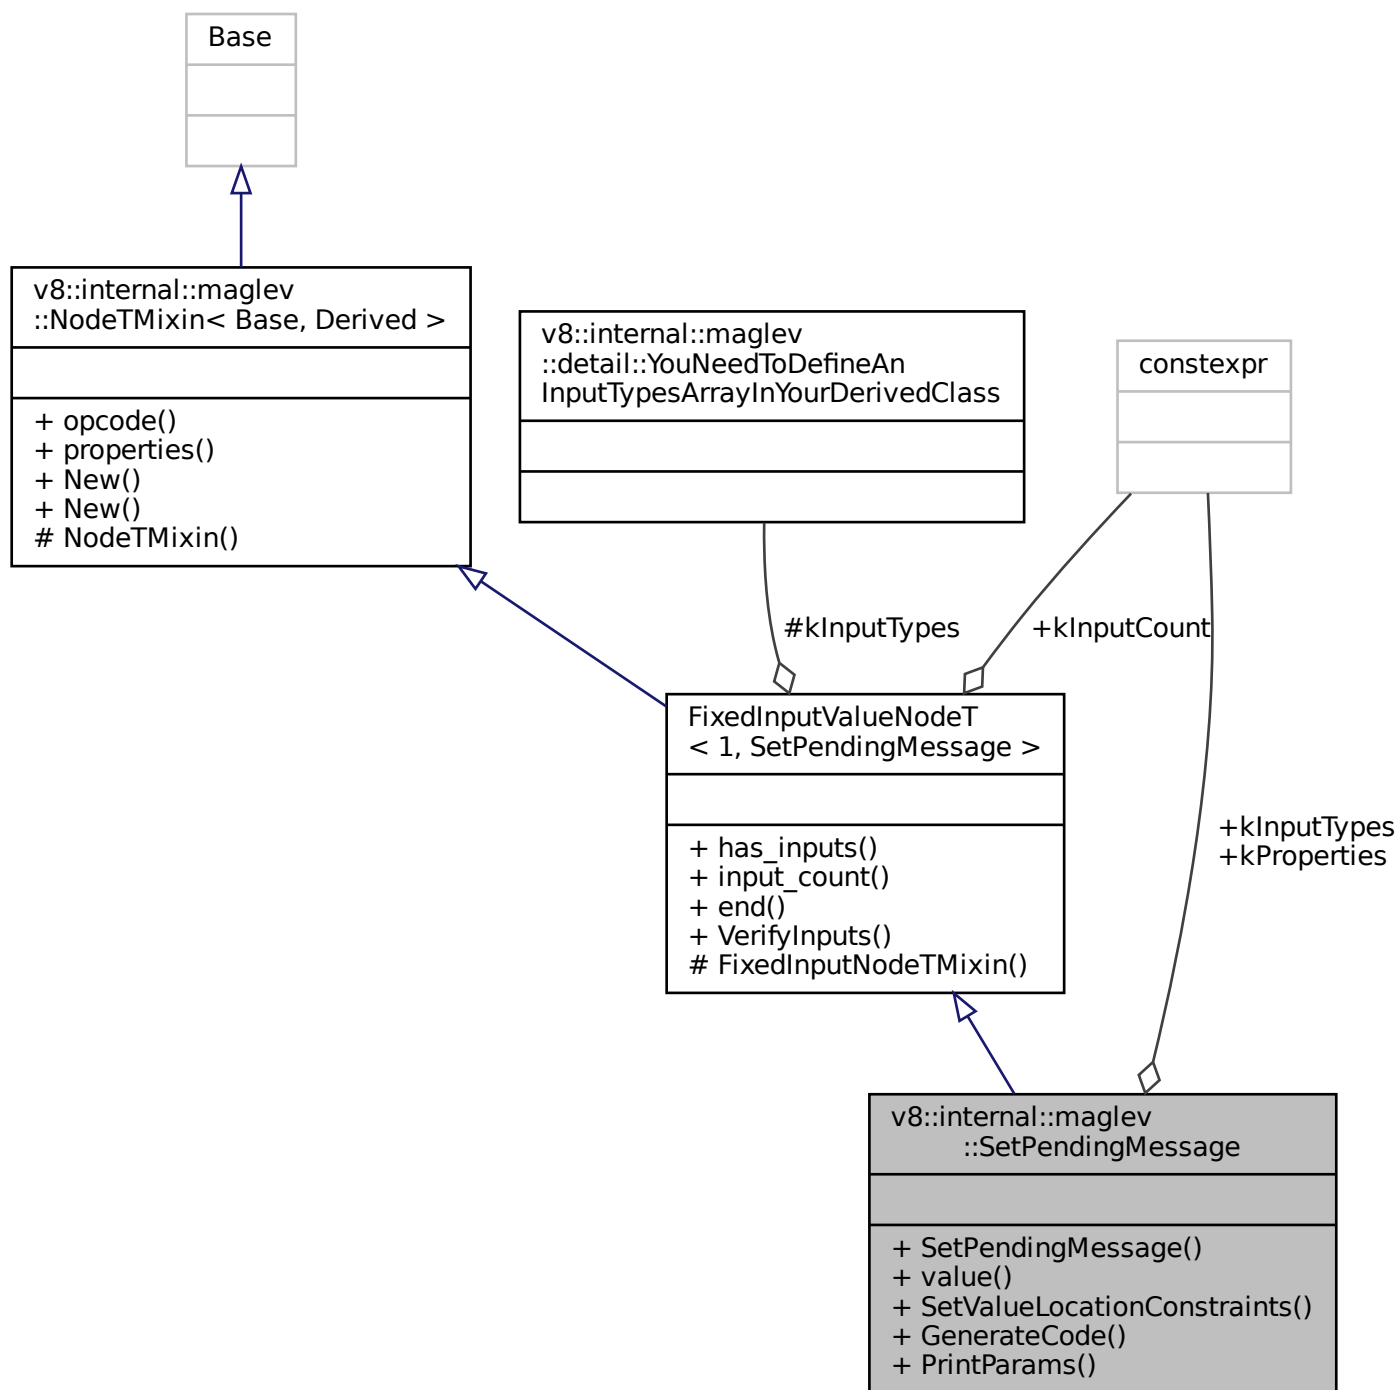 Base
v8::internal::maglev
::NodeTMixin< Base, Derived >
+ opcode()
+ properties()
+ New()
+ New()
# NodeTMixin()
v8::internal::maglev
::detail::YouNeedToDefineAn
InputTypesArrayInYourDerivedClass
constexpr
#kInputTypes
+kInputCount
FixedInputValueNodeT
< 1, SetPendingMessage >
+ has_inputs()
+ input_count()
+ end()
+ VerifyInputs()
# FixedInputNodeTMixin()
+kInputTypes
+kProperties
v8::internal::maglev
::SetPendingMessage
+ SetPendingMessage()
+ value()
+ SetValueLocationConstraints()
+ GenerateCode()
+ PrintParams()